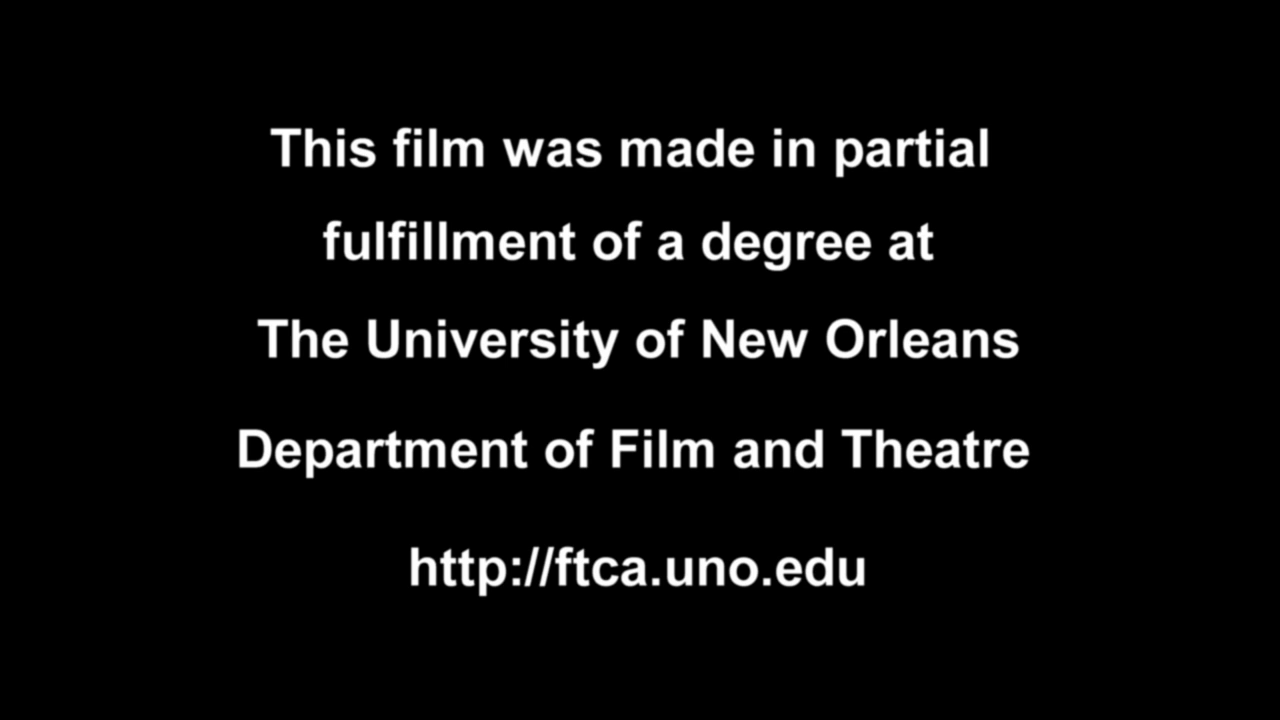 This film was made in partial
fulfillment of a degree at
The University of New Orleans
Department of Film and Theatre
http://ftca.uno.edu